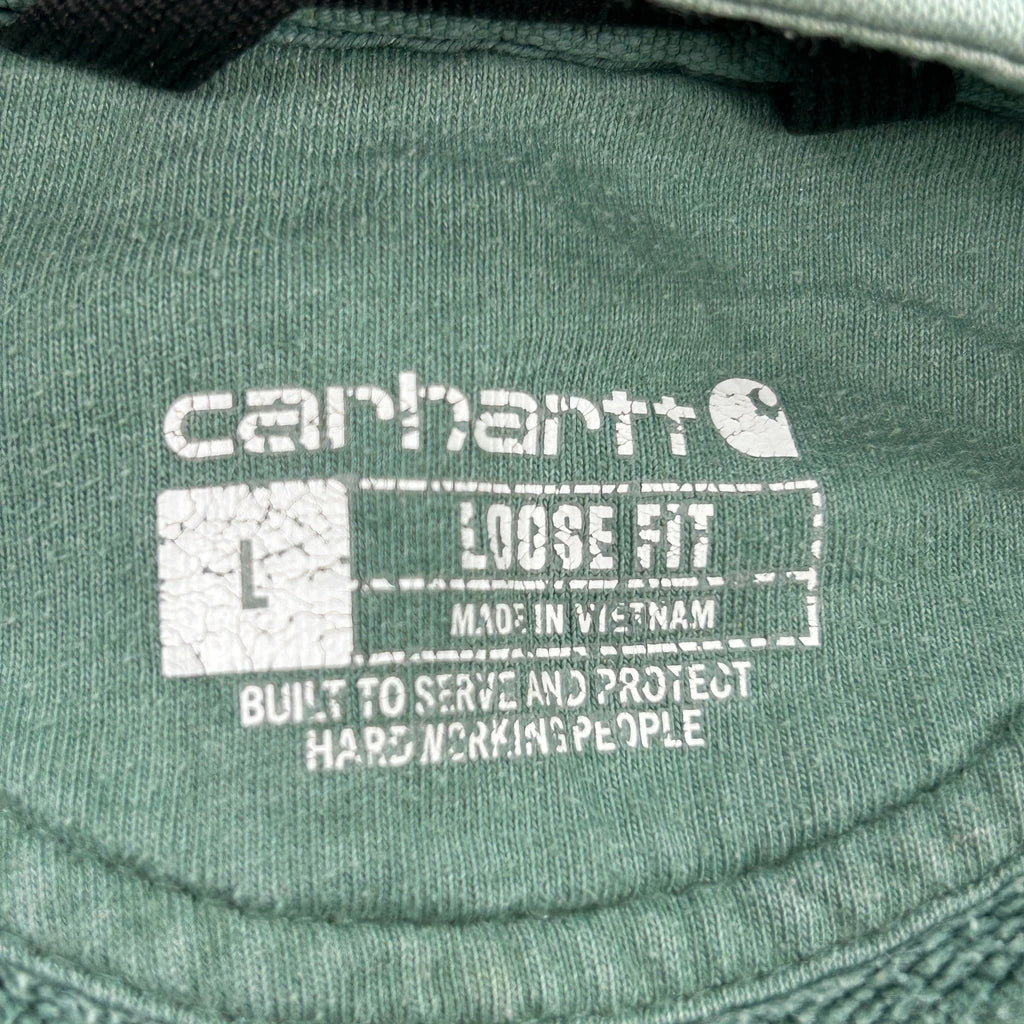 carhartt
L
LOOSE FIT
MADE IN VIETNAM
BUILT TO SERVE AND PROTECT
HARD WORKING PEOPLE